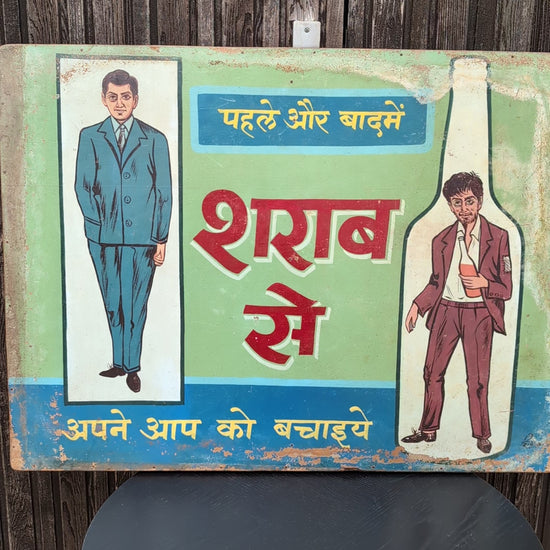 पहले और बादमें
शराब
से
अपने आप को बचाइये